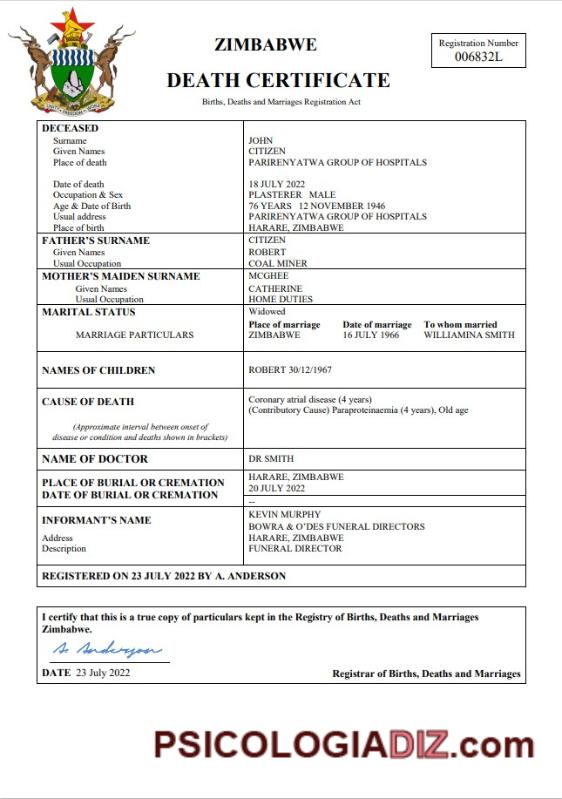 ZIMBABWE
DEATH CERTIFICATE
Births, Deaths and Marriages Registration Act
Registration Number
006832L
DECEASED
Surname JOHN
Given Names CITIZEN
Place of death PARIRENYATWA GROUP OF HOSPITALS
Date of death 18 JULY 2022
Occupation & Sex PLASTERER MALE
Age & Date of Birth 76 YEARS 12 NOVEMBER 1946
Usual address PARIRENYATWA GROUP OF HOSPITALS
Place of birth HARARE, ZIMBABWE
FATHER'S SURNAME CITIZEN
Given Names ROBERT
Usual Occupation COAL MINER
MOTHER'S MAIDEN SURNAME MCGHEE
Given Names CATHERINE
Usual Occupation HOME DUTIES
MARITAL STATUS Widowed
Place of marriage Date of marriage To whom married
MARRIAGE PARTICULARS ZIMBABWE 16 JULY 1966 WILLIAMINA SMITH
NAMES OF CHILDREN ROBERT 30/12/1967
CAUSE OF DEATH Coronary atrial disease (4 years)
(Contributory Cause) Paraproteinaemia (4 years), Old age
(Approximate interval between onset of
disease or condition and deaths shown in brackets)
NAME OF DOCTOR DR SMITH
PLACE OF BURIAL OR CREMATION HARARE, ZIMBABWE
DATE OF BURIAL OR CREMATION 20 JULY 2022
--
INFORMANT'S NAME KEVIN MURPHY
BOWRA & O'DES FUNERAL DIRECTORS
Address HARARE, ZIMBABWE
Description FUNERAL DIRECTOR
REGISTERED ON 23 JULY 2022 BY A. ANDERSON
I certify that this is a true copy of particulars kept in the Registry of Births, Deaths and Marriages
Zimbabwe.
A. Anderson
DATE 23 July 2022 Registrar of Births, Deaths and Marriages
PSICOLOGIADIZ.com